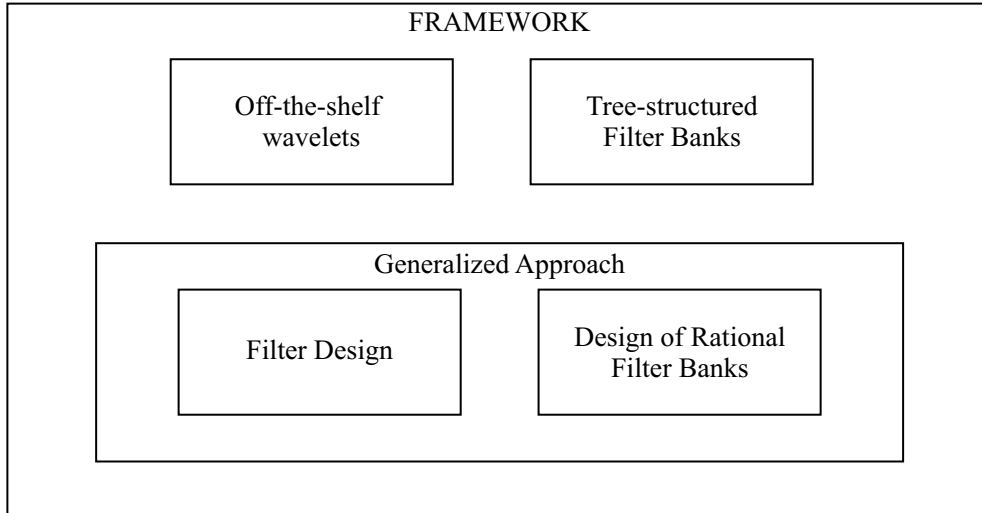 FRAMEWORK
Off-the-shelf
wavelets
Tree-structured
Filter Banks
Generalized Approach
Filter Design
Design of Rational
Filter Banks